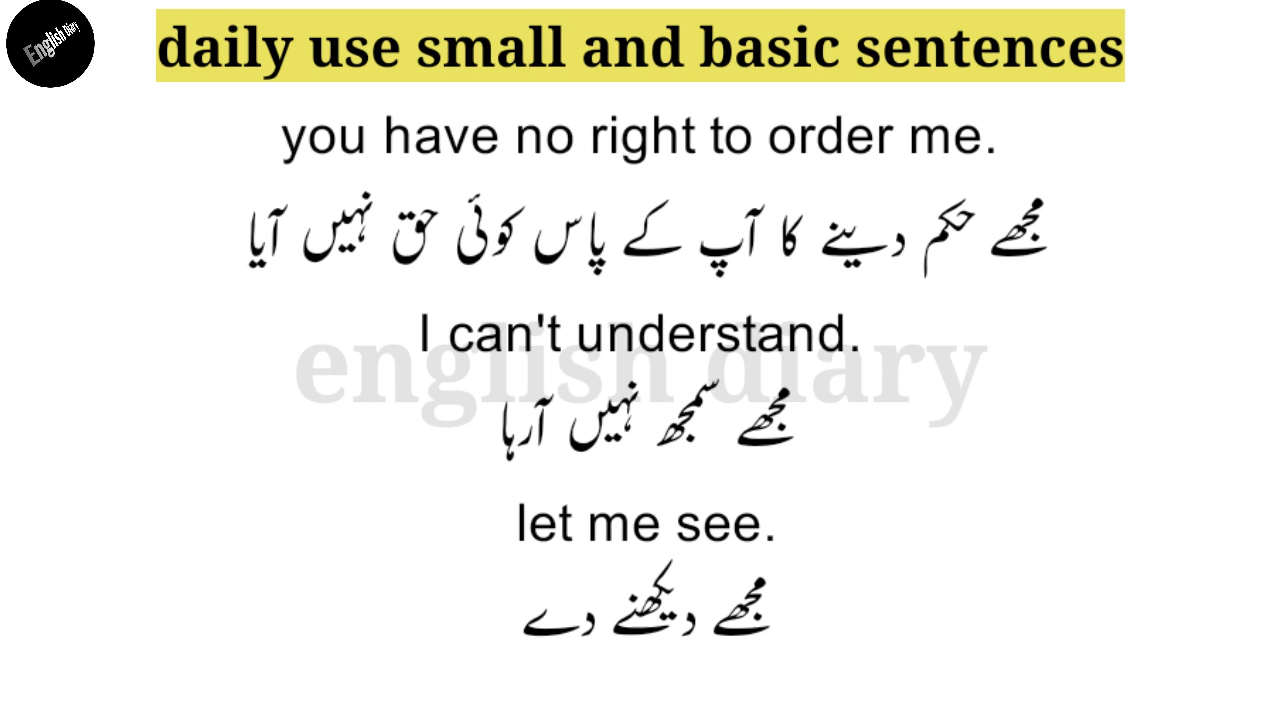 English Diary
daily use small and basic sentences
you have no right to order me.
مجھے حکم دینے کا آپ کے پاس کوئی حق نہیں آیا
I can't understand.
english diary
مجھے سمجھ نہیں آرہا
let me see.
مجھے دیکھنے دے